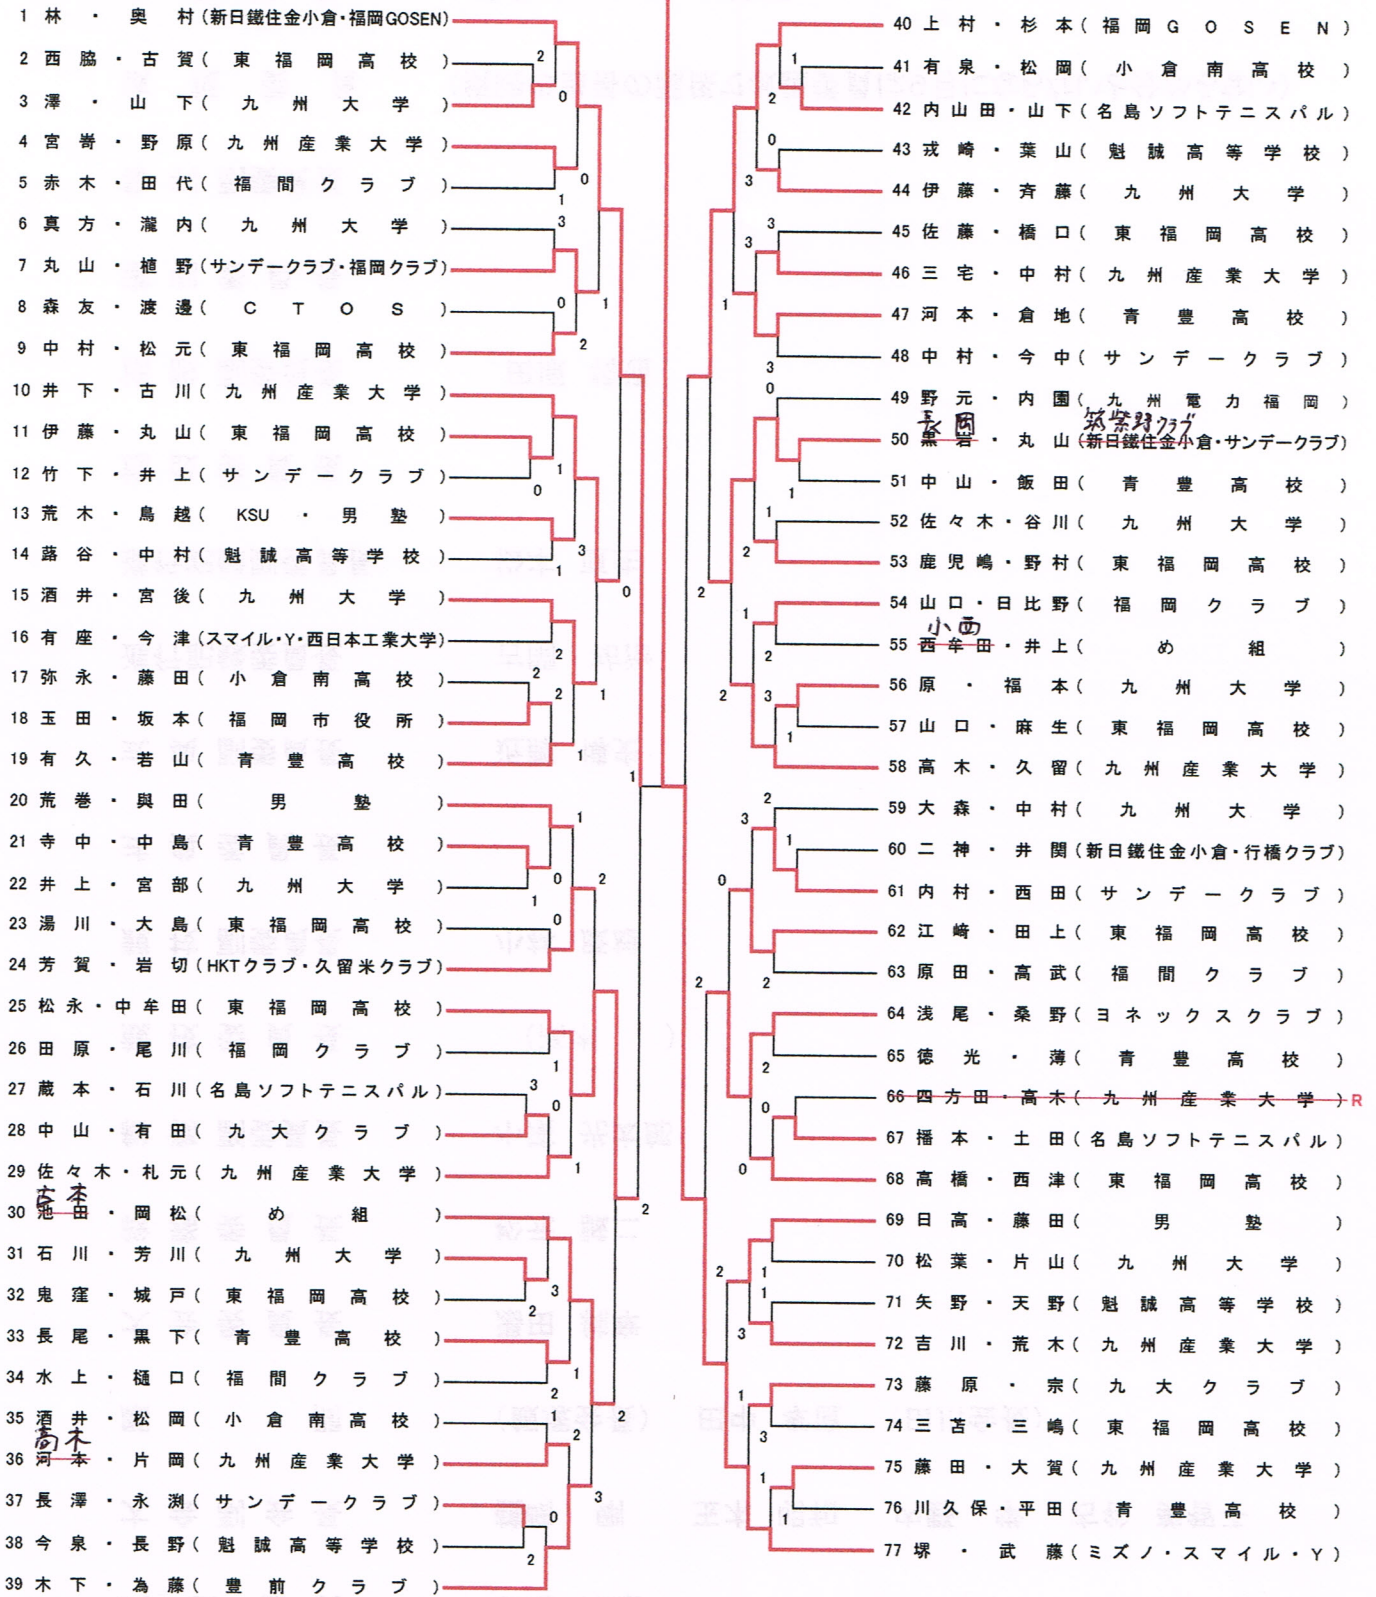 1 林・奥村(新日鐵住金小倉・福岡GOSEN)
2 西脇・古賀(東福岡高校)
3 澤・山下(九州大学)
4 宮嵜・野原(九州産業大学)
5 赤木・田代(福間クラブ)
6 真方・瀧内(九州大学)
7 丸山・植野(サンデークラブ・福岡クラブ)
8 森友・渡邊(CTOS)
9 中村・松元(東福岡高校)
10 井下・古川(九州産業大学)
11 伊藤・丸山(東福岡高校)
12 竹下・井上(サンデークラブ)
13 荒木・鳥越(KSU・男塾)
14 蕗谷・中村(魁誠高等学校)
15 酒井・宮後(九州大学)
16 有座・今津(スマイル・Y・西日本工業大学)
17 弥永・藤田(小倉南高校)
18 玉田・坂本(福岡市役所)
19 有久・若山(青豊高校)
20 荒巻・與田(男塾)
21 寺中・中島(青豊高校)
22 井上・宮部(九州大学)
23 湯川・大島(東福岡高校)
24 芳賀・岩切(HKTクラブ・久留米クラブ)
25 松永・中牟田(東福岡高校)
26 田原・尾川(福岡クラブ)
27 蔵本・石川(名島ソフトテニスパル)
28 中山・有田(九大クラブ)
29 佐々木・札元(九州産業大学)
古本
30 池田・岡松(め組)
31 石川・芳川(九州大学)
32 鬼窪・城戸(東福岡高校)
33 長尾・黒下(青豊高校)
34 水上・樋口(福間クラブ)
35 酒井・松岡(小倉南高校)
高木
36 河本・片岡(九州産業大学)
37 長澤・永渕(サンデークラブ)
38 今泉・長野(魁誠高等学校)
39 木下・為藤(豊前クラブ)
40 上村・杉本(福岡GOSEN)
41 有泉・松岡(小倉南高校)
42 内山田・山下(名島ソフトテニスパル)
43 戎崎・葉山(魁誠高等学校)
44 伊藤・斉藤(九州大学)
45 佐藤・橋口(東福岡高校)
46 三宅・中村(九州産業大学)
47 河本・倉地(青豊高校)
48 中村・今中(サンデークラブ)
49 野元・内園(九州電力福岡)
長岡 筑紫野クラブ
50 黒岩・丸山(新日鐵住金小倉・サンデークラブ)
51 中山・飯田(青豊高校)
52 佐々木・谷川(九州大学)
53 鹿児嶋・野村(東福岡高校)
54 山口・日比野(福岡クラブ)
小西
55 西牟田・井上(め組)
56 原・福本(九州大学)
57 山口・麻生(東福岡高校)
58 高木・久留(九州産業大学)
59 大森・中村(九州大学)
60 二神・井関(新日鐵住金小倉・行橋クラブ)
61 内村・西田(サンデークラブ)
62 江﨑・田上(東福岡高校)
63 原田・高武(福間クラブ)
64 浅尾・桑野(ヨネックスクラブ)
65 徳光・薄(青豊高校)
66 四方田・高木(九州産業大学) R
67 播本・土田(名島ソフトテニスパル)
68 高橋・西津(東福岡高校)
69 日高・藤田(男塾)
70 松葉・片山(九州大学)
71 矢野・天野(魁誠高等学校)
72 吉川・荒木(九州産業大学)
73 藤原・宗(九大クラブ)
74 三苫・三嶋(東福岡高校)
75 藤田・大賀(九州産業大学)
76 川久保・平田(青豊高校)
77 堺・武藤(ミズノ・スマイル・Y)